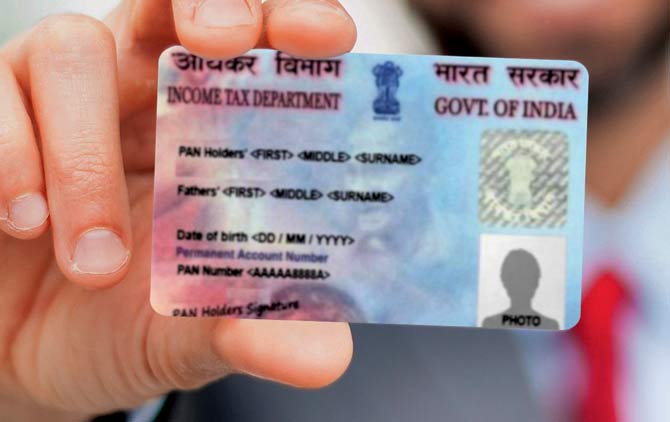 आयकर विभाग
INCOME TAX DEPARTMENT
भारत सरकार
GOVT. OF INDIA
PAN Holders' <FIRST> <MIDDLE> <SURNAME>
Fathers' <FIRST> <MIDDLE> <SURNAME>
Date of birth <DD / MM / YYYY>
Permanent Account Number
PAN Number <AAAAA8888A>
PAN Holders Signature
PHOTO